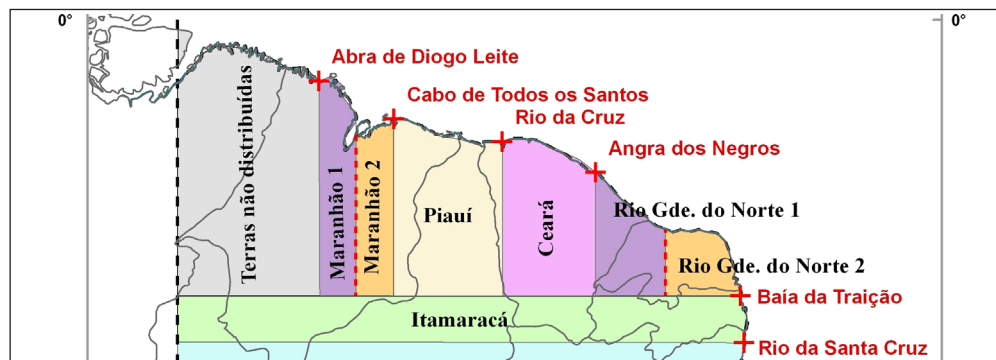 0°
0°
Abra de Diogo Leite
Cabo de Todos os Santos
Rio da Cruz
Angra dos Negros
Terras não distribuídas
Maranhão 1
Maranhão 2
Piauí
Ceará
Rio Gde. do Norte 1
Rio Gde. do Norte 2
Baía da Traição
Itamaracá
Rio da Santa Cruz